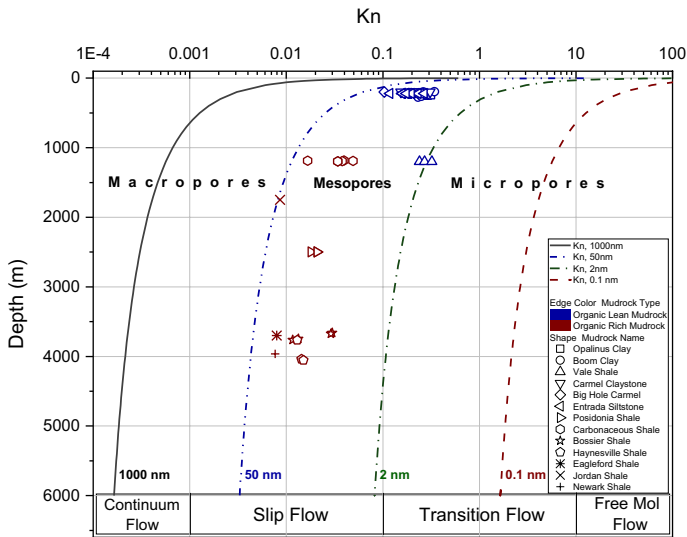 Kn
1E-4 0.001 0.01 0.1 1 10 100
0
1000
2000
3000
4000
5000
6000
Depth (m)
Macropores Mesopores Micropores
Kn, 1000nm
Kn, 50nm
Kn, 2nm
Kn, 0.1 nm
Edge Color Mudrock Type
Organic Lean Mudrock
Organic Rich Mudrock
Shape Mudrock Name
Opalinus Clay
Boom Clay
Vale Shale
Carmel Claystone
Big Hole Carmel
Entrada Siltstone
Posidonia Shale
Carbonaceous Shale
Bossier Shale
Haynesville Shale
Eagleford Shale
Jordan Shale
Newark Shale
1000 nm 50 nm 2 nm 0.1 nm
Continuum
Flow
Slip Flow
Transition Flow
Free Mol
Flow